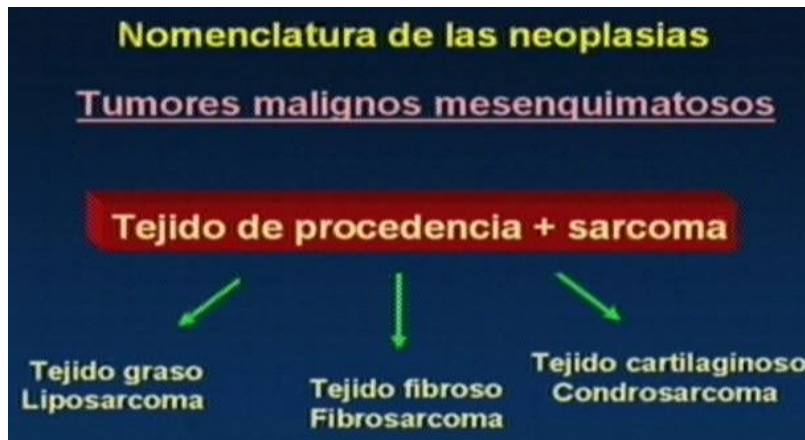 Nomenclatura de las neoplasias
Tumores malignos mesenquimatosos
Tejido de procedencia + sarcoma
Tejido graso
Liposarcoma
Tejido fibroso
Fibrosarcoma
Tejido cartilaginoso
Condrosarcoma